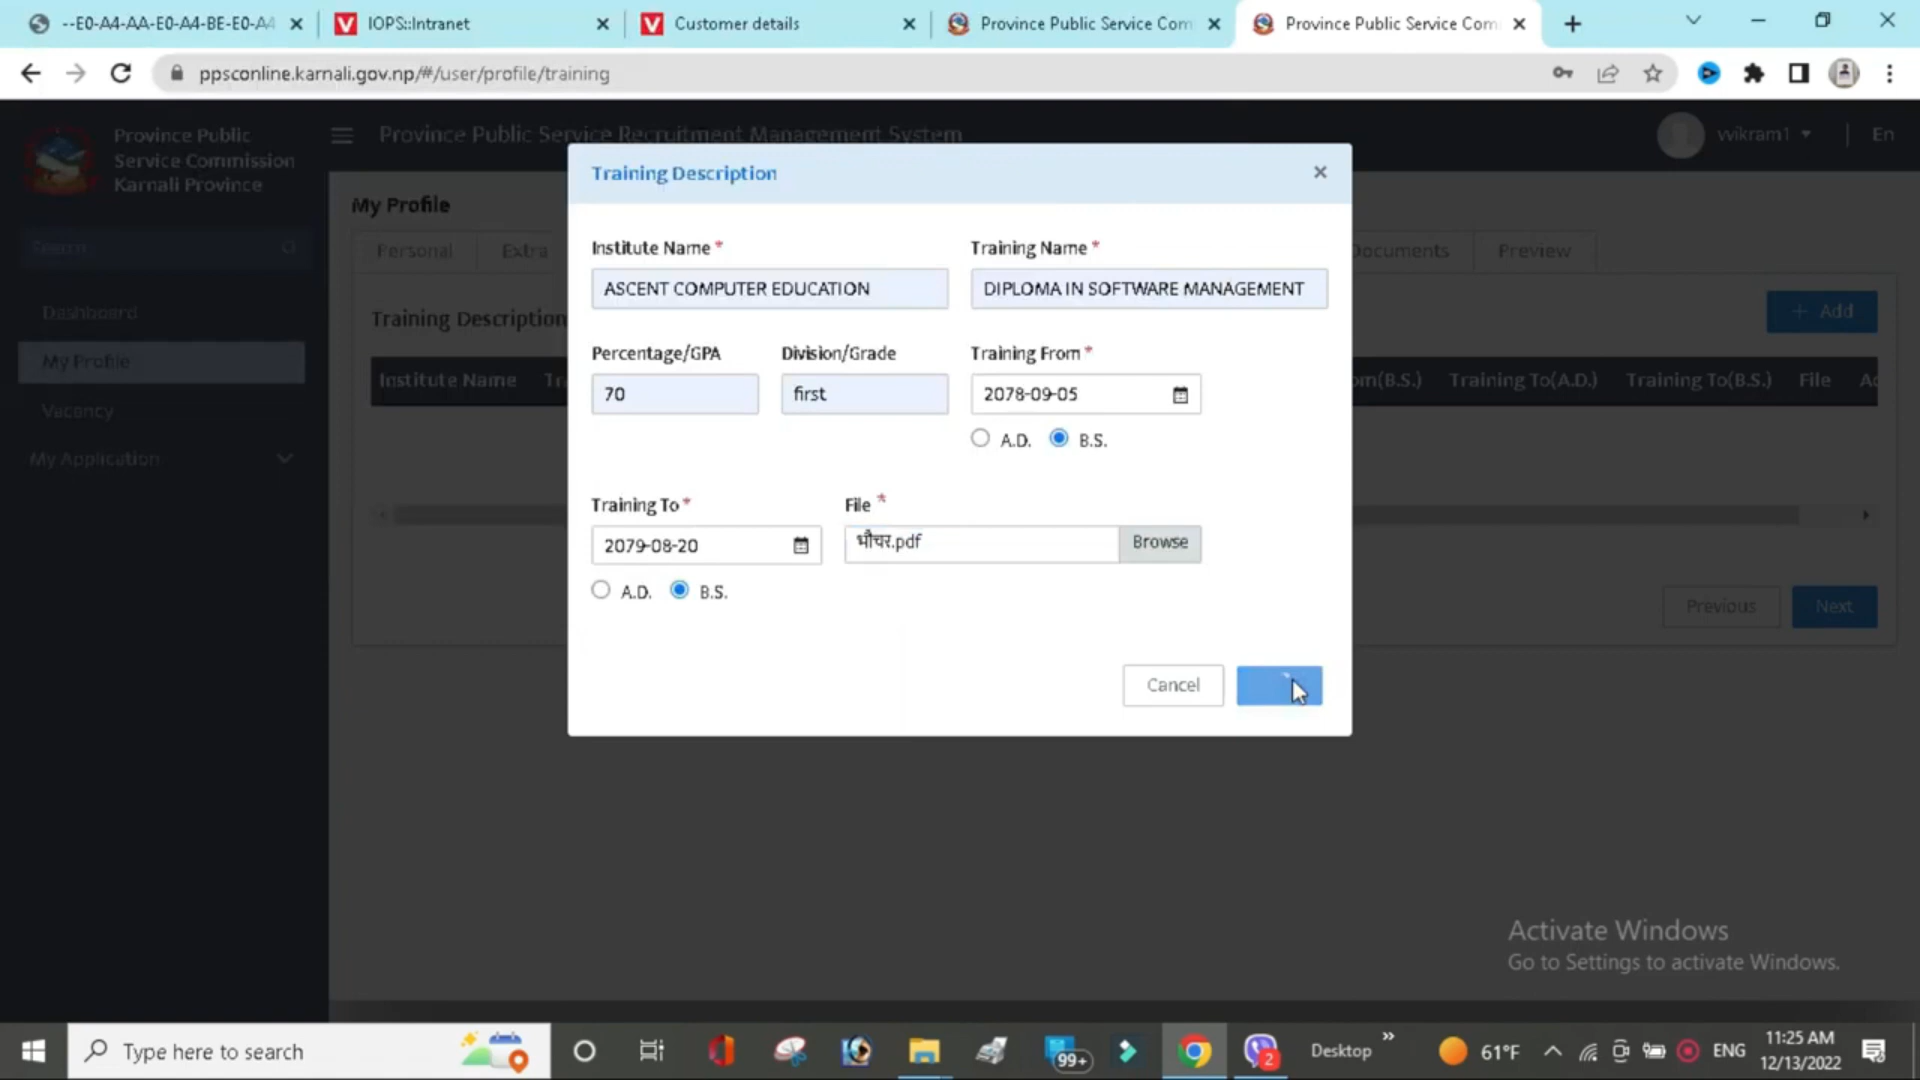 --E0-A4-AA-E0-A4-BE-E0-A4
IOPS::Intranet
Customer details
Province Public Service Com
Province Public Service Com
ppsconline.karnali.gov.np/#/user/profile/training
Province Public
Service Commission
Karnali Province
Province Public Service Recruitment Management System
vvikram1
En
Search
Dashboard
My Profile
Vacancy
My Application
My Profile
Personal
Extra
Documents
Preview
Training Description
+ Add
Institute Name
Training To(A.D.)
Training To(B.S.)
File
Previous
Next
Training Description
Institute Name *
Training Name *
ASCENT COMPUTER EDUCATION
DIPLOMA IN SOFTWARE MANAGEMENT
Percentage/GPA
Division/Grade
Training From *
70
first
2078-09-05
A.D.
B.S.
Training To *
File *
2079-08-20
भौचर.pdf
Browse
A.D.
B.S.
Cancel
Activate Windows
Go to Settings to activate Windows.
Type here to search
99+
2
Desktop
61°F
ENG
11:25 AM
12/13/2022